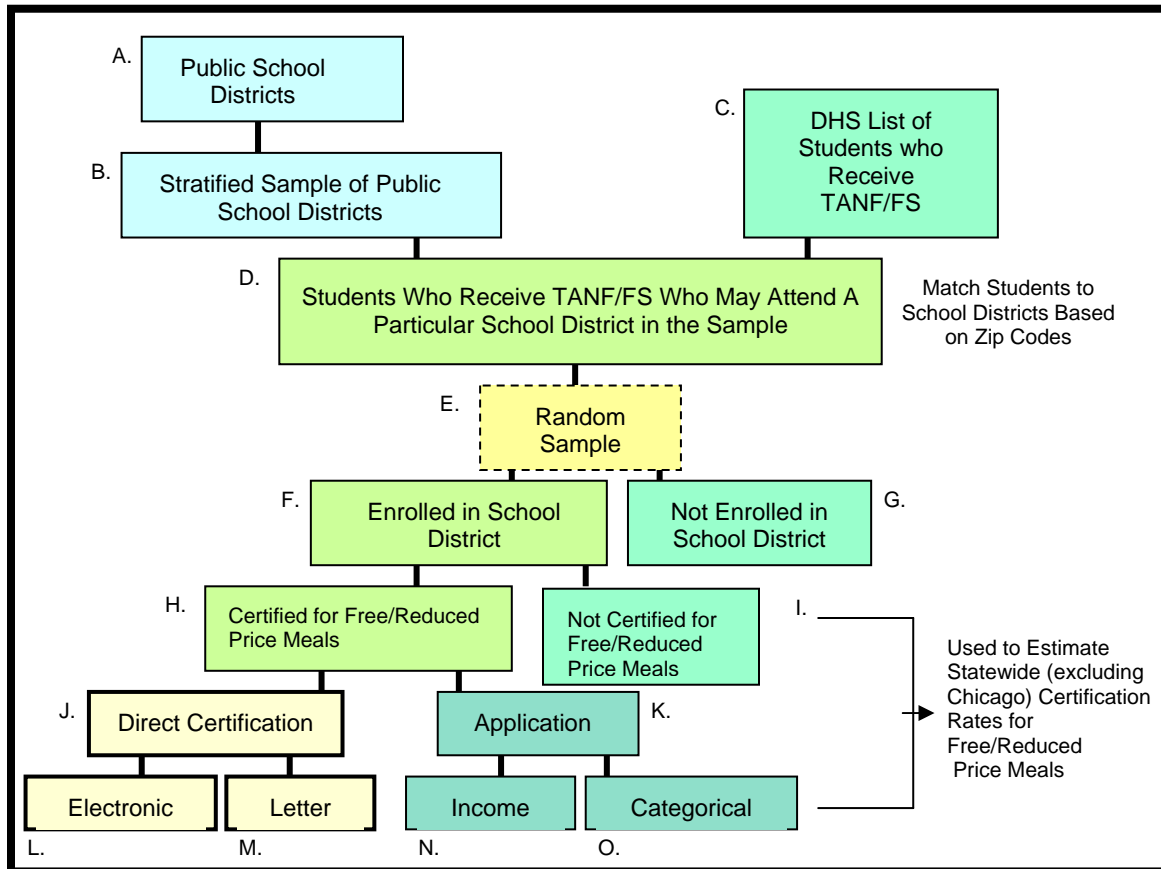 A.
Public School
Districts
B.
Stratified Sample of Public
School Districts
C.
DHS List of
Students who
Receive
TANF/FS
D.
Students Who Receive TANF/FS Who May Attend A
Particular School District in the Sample
Match Students to
School Districts Based
on Zip Codes
E.
Random
Sample
F.
Enrolled in School
District
Not Enrolled in
School District
G.
H.
Certified for Free/Reduced
Price Meals
Not Certified for
Free/Reduced
Price Meals
I.
Used to Estimate
Statewide (excluding
Chicago) Certification
Rates for
Free/Reduced
Price Meals
J.
Direct Certification
Application
K.
Electronic
Letter
Income
Categorical
L.
M.
N.
O.